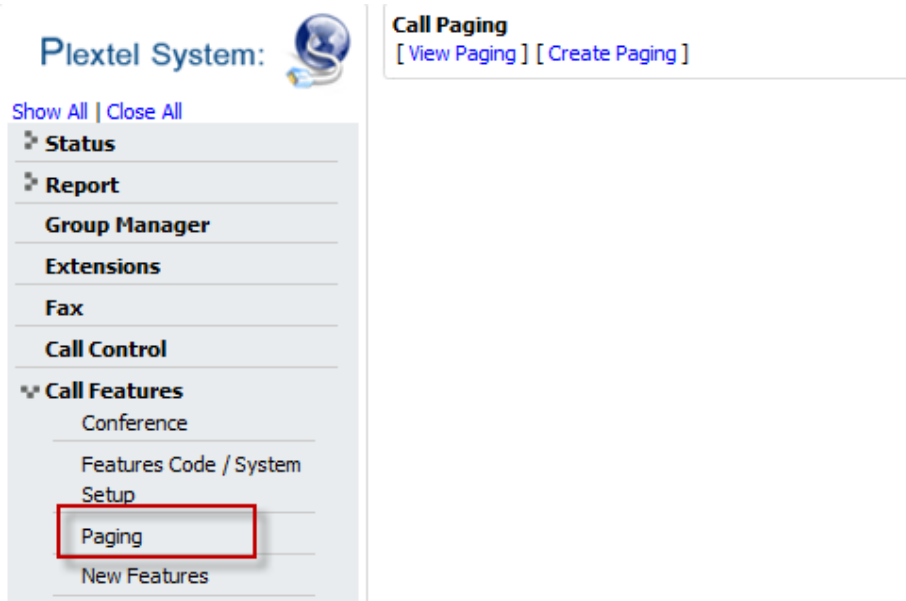 Plextel System:
Show All | Close All
Status
Report
Group Manager
Extensions
Fax
Call Control
Call Features
Conference
Features Code / System
Setup
Paging
New Features
Call Paging
[ View Paging ] [ Create Paging ]